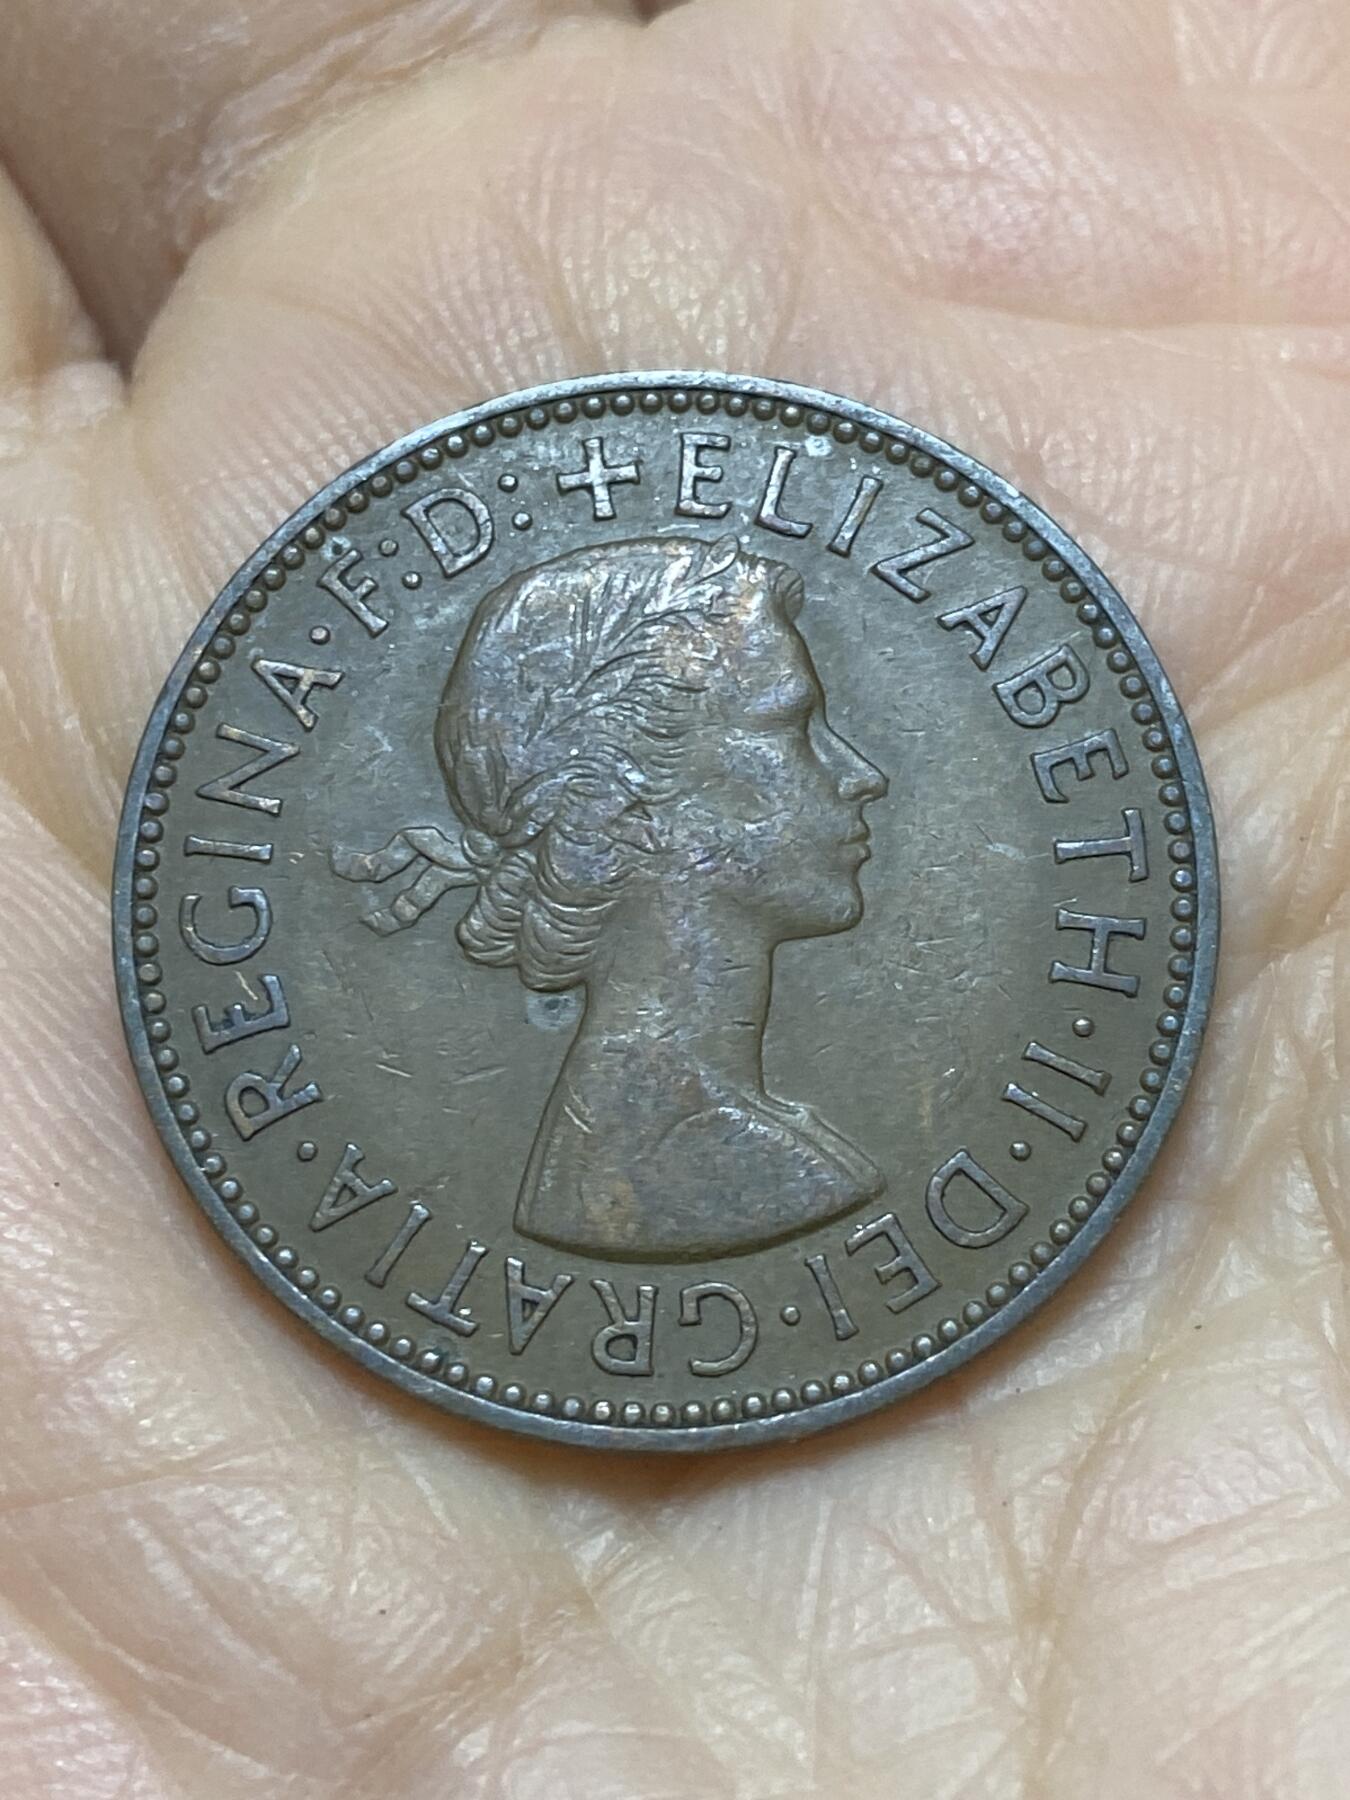 + ELIZABETH · II · DEI · GRATIA · REGINA · F: D: